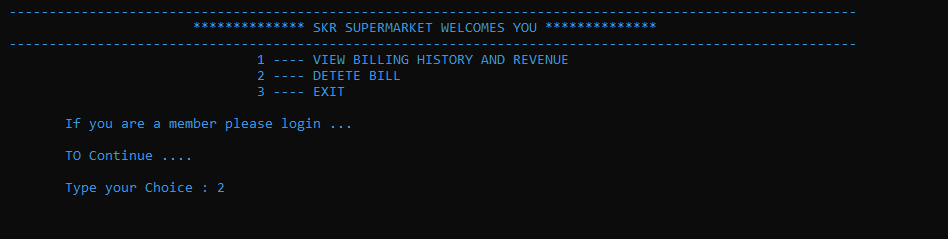 ----------------------------------------------------------------------------------------------------------
************** SKR SUPERMARKET WELCOMES YOU **************
----------------------------------------------------------------------------------------------------------
1 ---- VIEW BILLING HISTORY AND REVENUE
2 ---- DETETE BILL
3 ---- EXIT
If you are a member please login ...
TO Continue ....
Type your Choice : 2